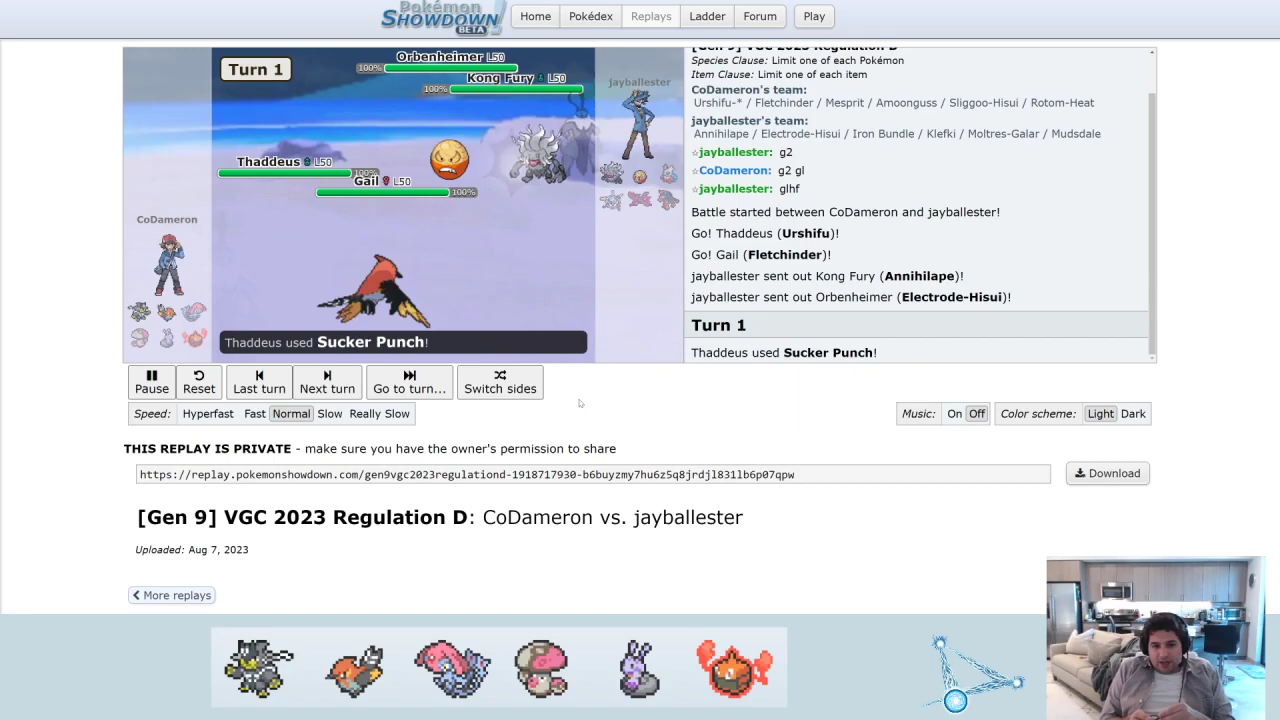 Pokémon
SHOWDOWN!
BETA
Home
Pokédex
Replays
Ladder
Forum
Play
Turn 1
Orbenheimer L50
100%
Kong Fury L50
100%
Thaddeus L50
100%
Gail L50
100%
CoDameron
jayballester
Thaddeus used Sucker Punch!
[Gen 9] VGC 2023 Regulation D
Species Clause: Limit one of each Pokémon
Item Clause: Limit one of each item
CoDameron's team:
Urshifu-* / Fletchinder / Mesprit / Amoonguss / Sliggoo-Hisui / Rotom-Heat
jayballester's team:
Annihilape / Electrode-Hisui / Iron Bundle / Klefki / Moltres-Galar / Mudsdale
☆jayballester: g2
☆CoDameron: g2 gl
☆jayballester: glhf
Battle started between CoDameron and jayballester!
Go! Thaddeus (Urshifu)!
Go! Gail (Fletchinder)!
jayballester sent out Kong Fury (Annihilape)!
jayballester sent out Orbenheimer (Electrode-Hisui)!
Turn 1
Thaddeus used Sucker Punch!
Pause
Reset
Last turn
Next turn
Go to turn...
Switch sides
Speed: Hyperfast Fast Normal Slow Really Slow
Music: On Off
Color scheme: Light Dark
THIS REPLAY IS PRIVATE - make sure you have the owner's permission to share
https://replay.pokemonshowdown.com/gen9vgc2023regulationd-1918717930-b6buyzmy7hu6z5q8jrdjl831lb6p07qpw
Download
[Gen 9] VGC 2023 Regulation D: CoDameron vs. jayballester
Uploaded: Aug 7, 2023
More replays